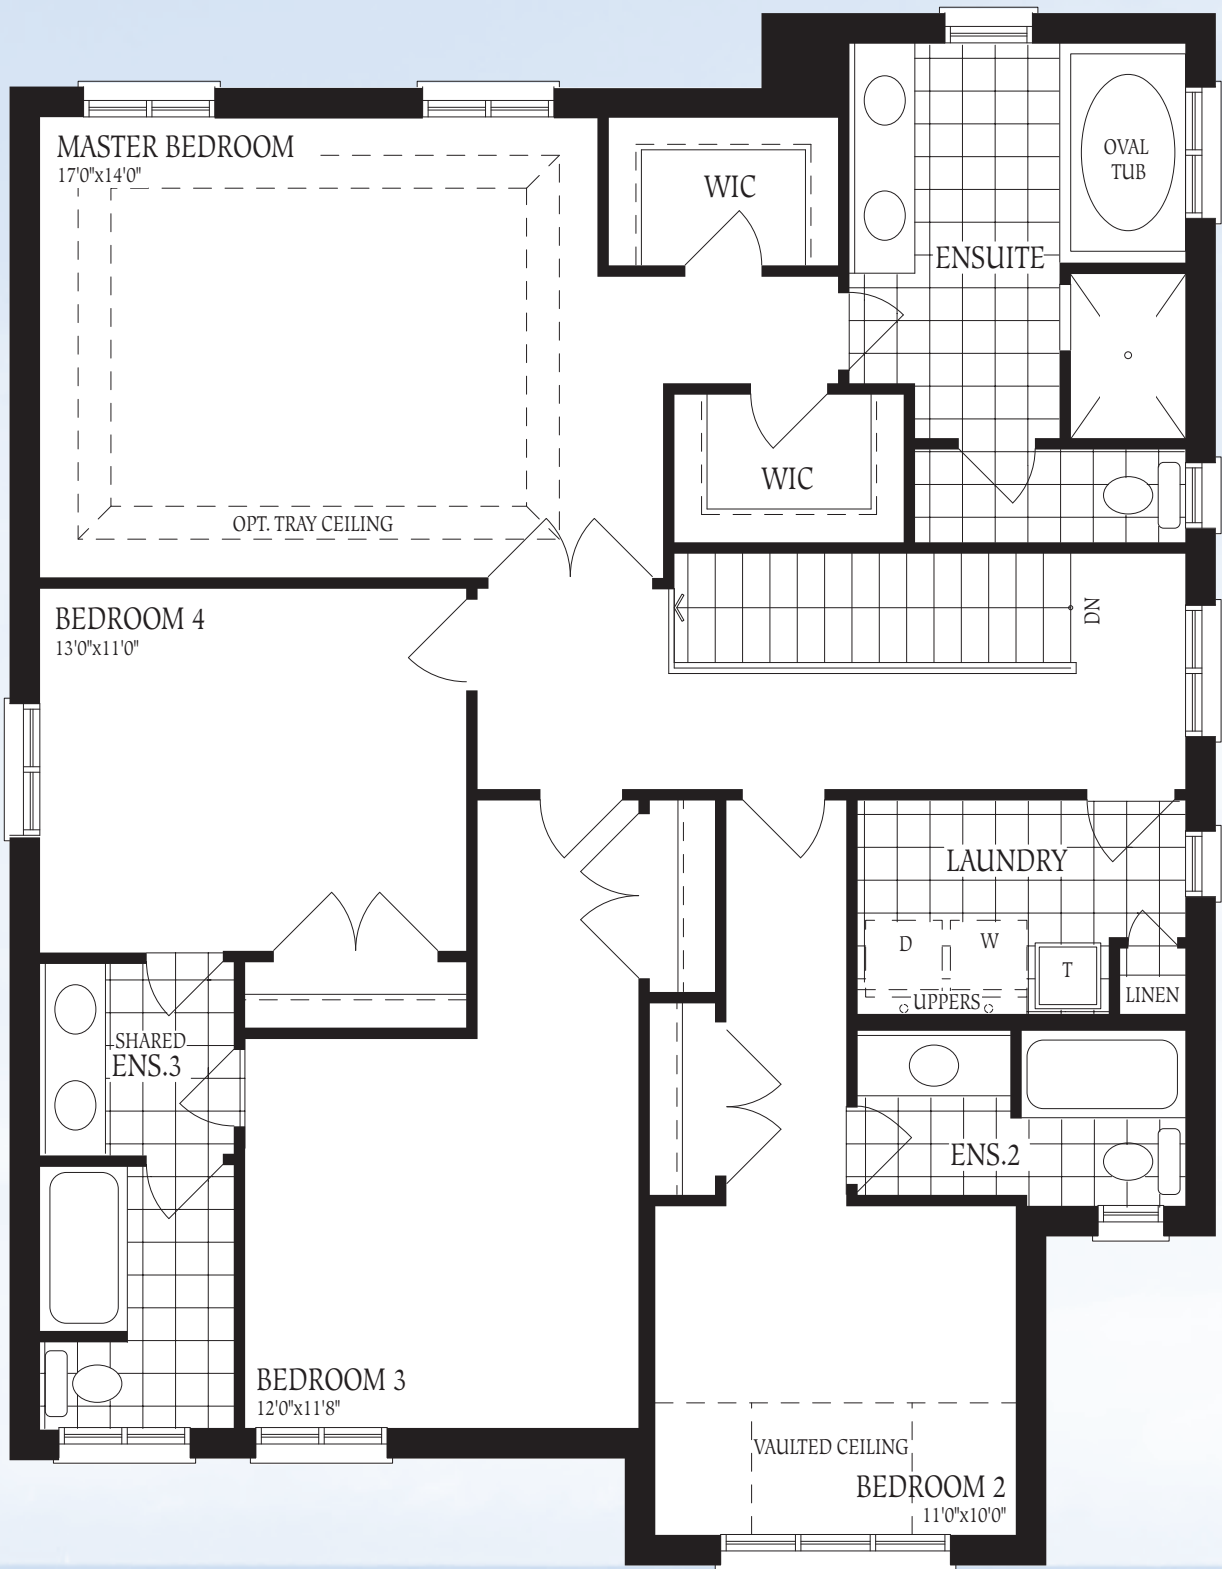 MASTER BEDROOM
17'0"x14'0"
WIC
OVAL
TUB
ENSUITE
WIC
OPT. TRAY CEILING
BEDROOM 4
13'0"x11'0"
DN
LAUNDRY
D
W
T
UPPERS
LINEN
SHARED
ENS.3
ENS.2
BEDROOM 3
12'0"x11'8"
VAULTED CEILING
BEDROOM 2
11'0"x10'0"